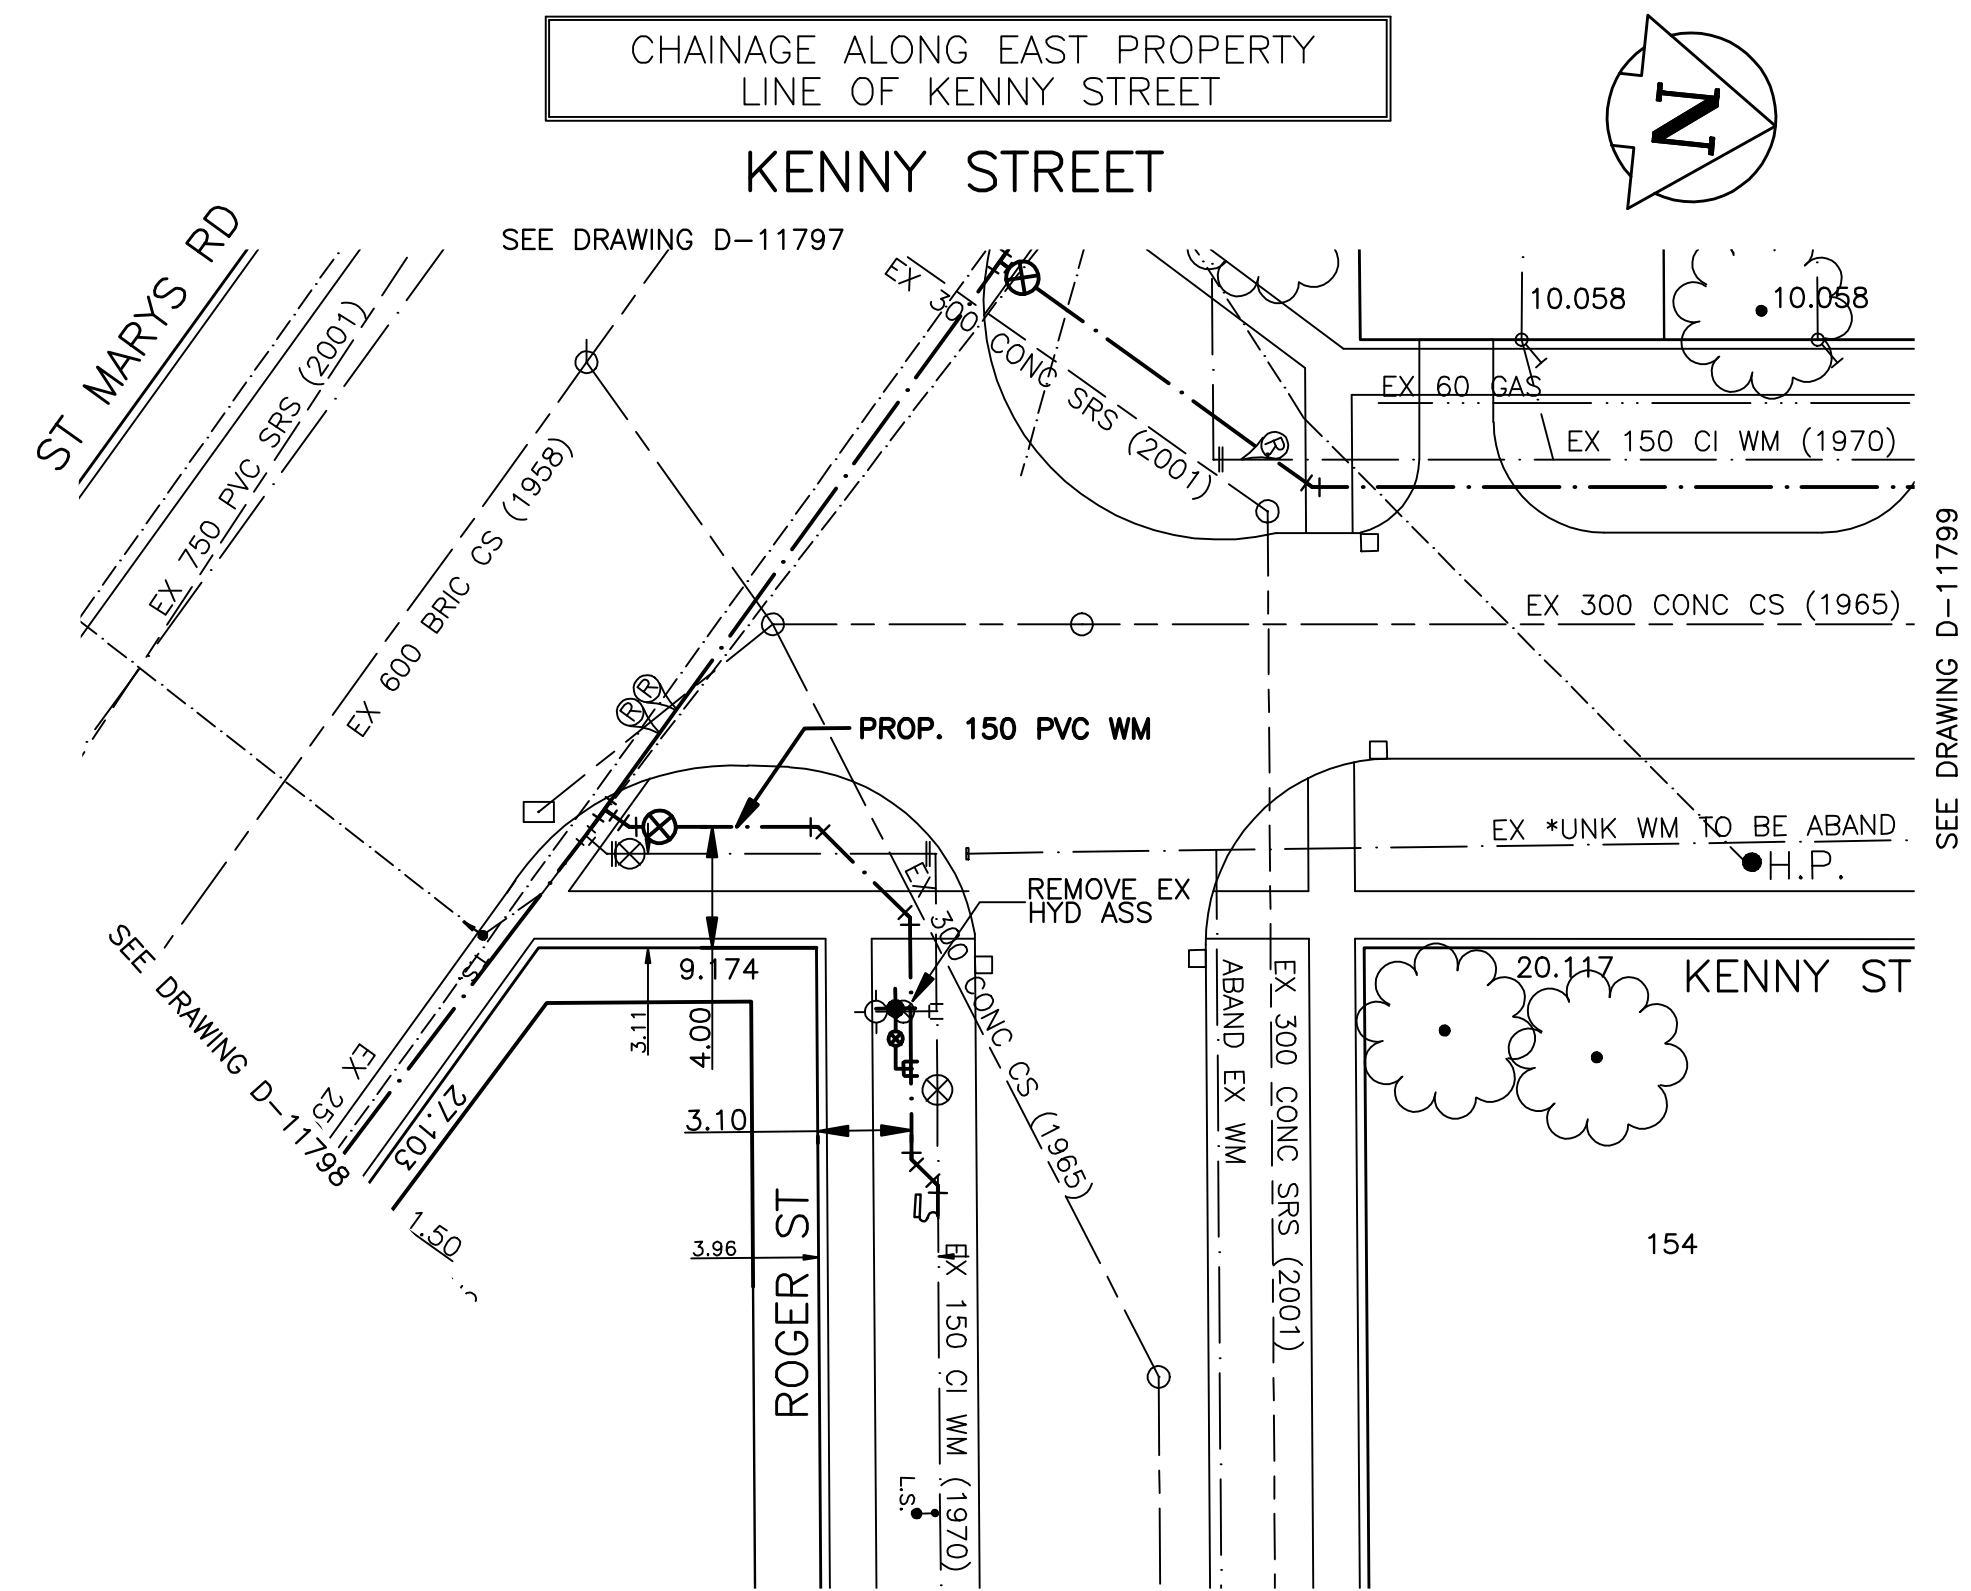 CHAINAGE ALONG EAST PROPERTY
LINE OF KENNY STREET
N
KENNY STREET
ST MARYS RD
SEE DRAWING D-11797
EX 750 PVC SRS (2001)
EX 600 BRIC CS (1958)
EX 300 CONC SRS (2001)
10.058
10.058
EX 60 GAS
EX 150 CI WM (1970)
R
EX 300 CONC CS (1965)
SEE DRAWING D-11799
R
R
PROP. 150 PVC WM
EX *UNK WM TO BE ABAND
H.P.
REMOVE EX
HYD ASS
EX 300 CONC CS (1965)
SEE DRAWING D-11798
L.S.
9.174
3.11
4.00
EX 25
27.103
1.50
3.10
3.96
ROGER ST
EX 150 CI WM (1970)
L.S.
ABAND EX WM
EX 300 CONC SRS (2001)
20.117
KENNY ST
154